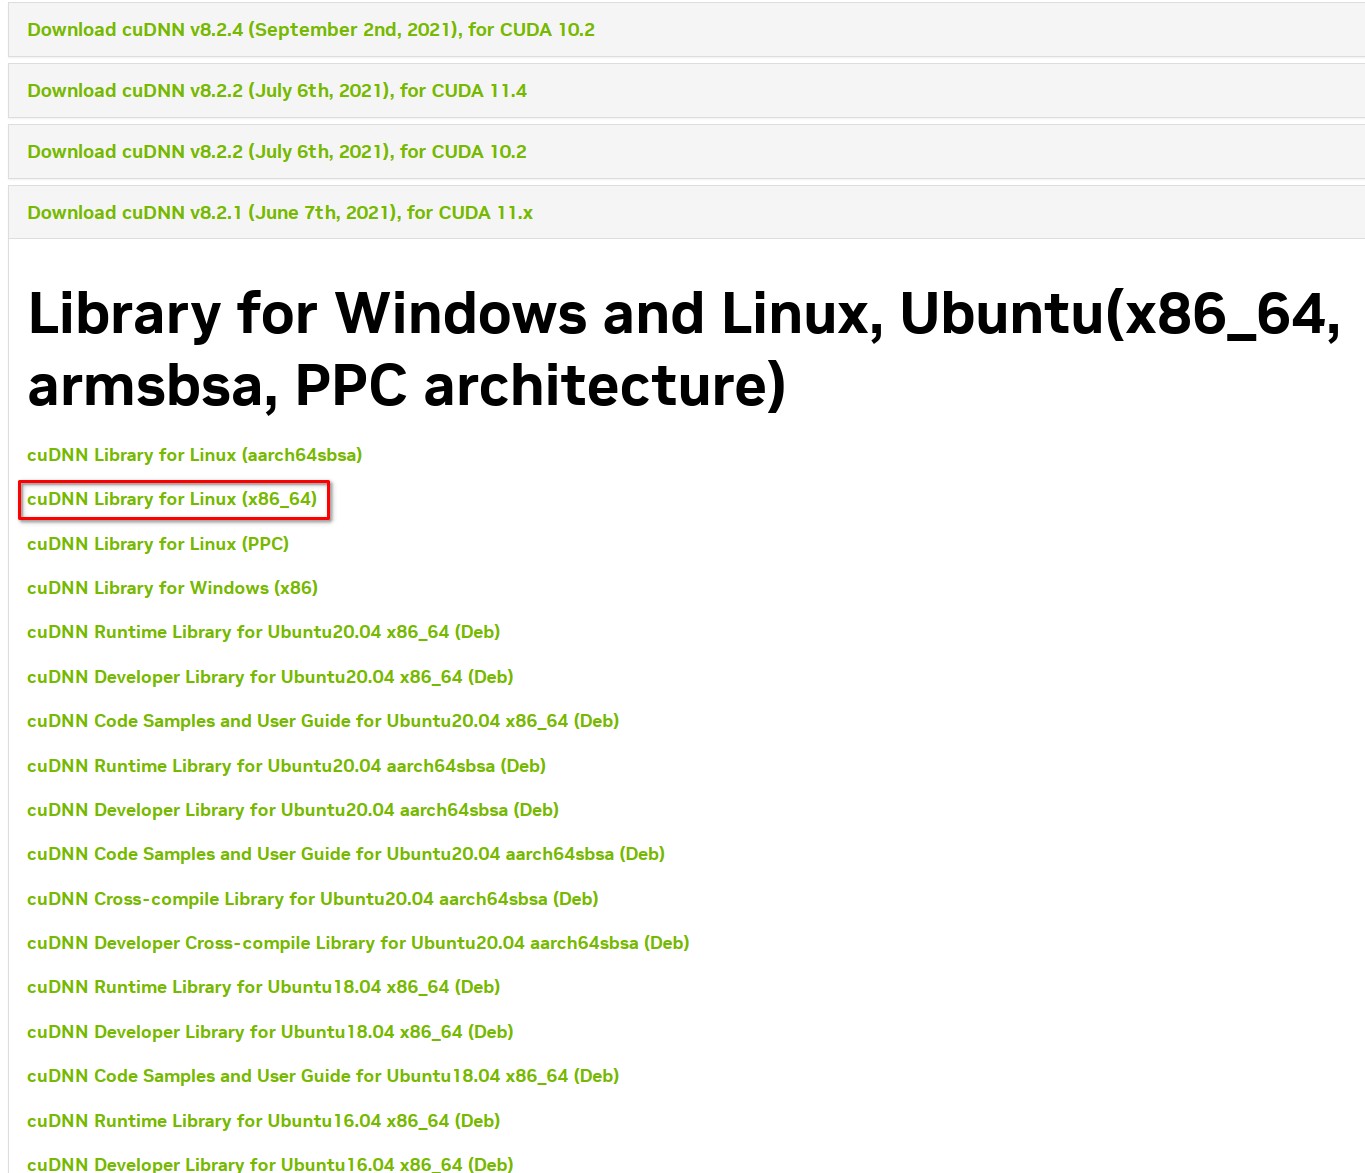 Download cuDNN v8.2.4 (September 2nd, 2021), for CUDA 10.2
Download cuDNN v8.2.2 (July 6th, 2021), for CUDA 11.4
Download cuDNN v8.2.2 (July 6th, 2021), for CUDA 10.2
Download cuDNN v8.2.1 (June 7th, 2021), for CUDA 11.x
Library for Windows and Linux, Ubuntu(x86_64,
armsbsa, PPC architecture)
cuDNN Library for Linux (aarch64sbsa)
cuDNN Library for Linux (x86_64)
cuDNN Library for Linux (PPC)
cuDNN Library for Windows (x86)
cuDNN Runtime Library for Ubuntu20.04 x86_64 (Deb)
cuDNN Developer Library for Ubuntu20.04 x86_64 (Deb)
cuDNN Code Samples and User Guide for Ubuntu20.04 x86_64 (Deb)
cuDNN Runtime Library for Ubuntu20.04 aarch64sbsa (Deb)
cuDNN Developer Library for Ubuntu20.04 aarch64sbsa (Deb)
cuDNN Code Samples and User Guide for Ubuntu20.04 aarch64sbsa (Deb)
cuDNN Cross-compile Library for Ubuntu20.04 aarch64sbsa (Deb)
cuDNN Developer Cross-compile Library for Ubuntu20.04 aarch64sbsa (Deb)
cuDNN Runtime Library for Ubuntu18.04 x86_64 (Deb)
cuDNN Developer Library for Ubuntu18.04 x86_64 (Deb)
cuDNN Code Samples and User Guide for Ubuntu18.04 x86_64 (Deb)
cuDNN Runtime Library for Ubuntu16.04 x86_64 (Deb)
cuDNN Developer Library for Ubuntu16.04 x86_64 (Deb)